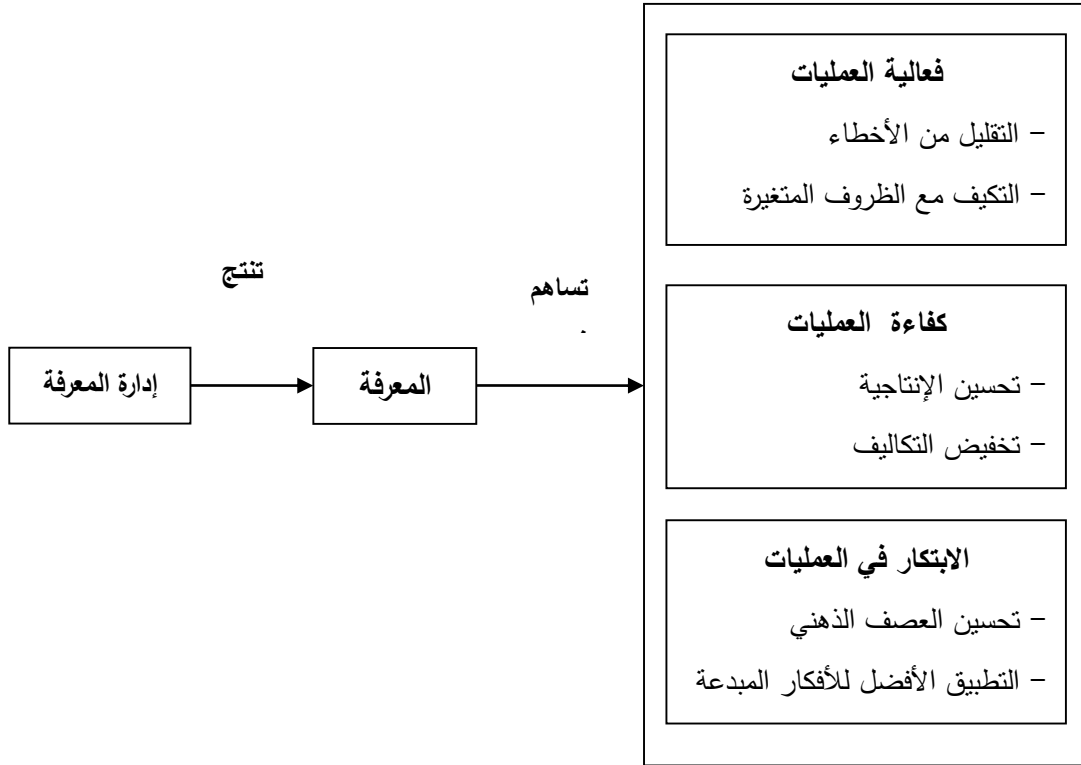 فعالية العمليات
- التقليل من الأخطاء
- التكيف مع الظروف المتغيرة
تنتج
تساهم
كفاءة العمليات
- تحسين الإنتاجية
- تخفيض التكاليف
إدارة المعرفة
المعرفة
الابتكار في العمليات
- تحسين العصف الذهني
- التطبيق الأفضل للأفكار المبدعة